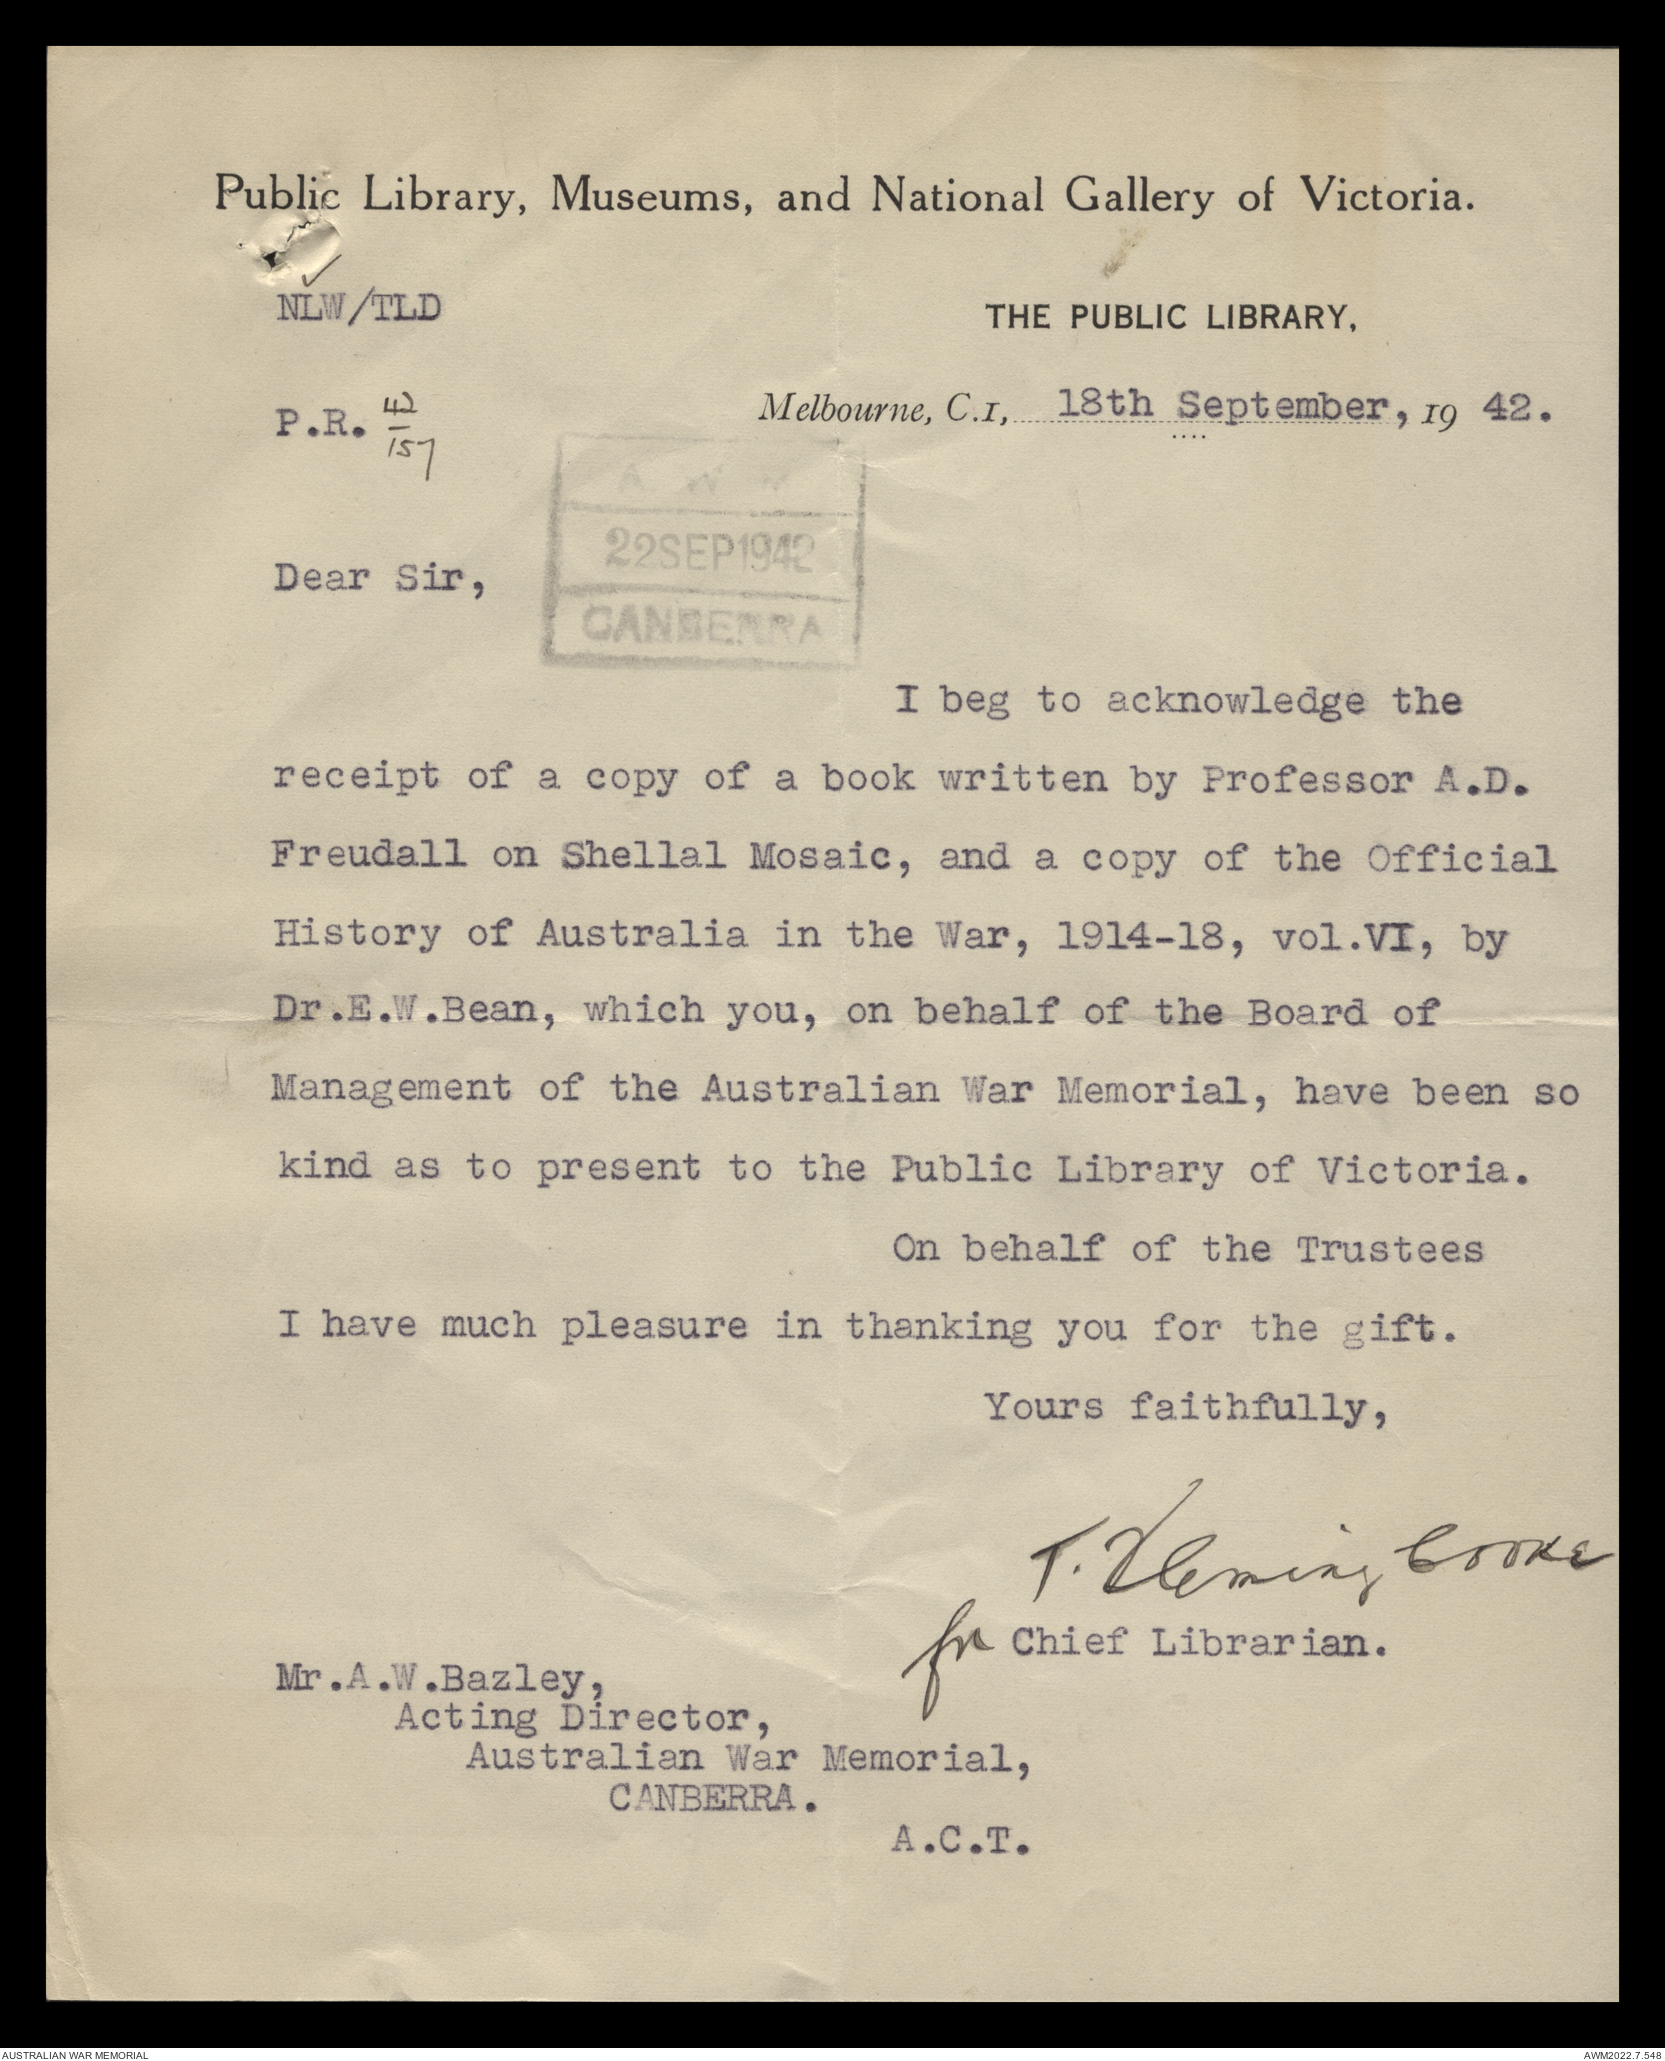 Public Library, Museums, and National Gallery of Victoria.
NLW/TLD
THE PUBLIC LIBRARY,
P.R. 42/157
Melbourne, C.1, 18th September, 19 42.
A W M
22SEP1942
CANBERRA
Dear Sir,
I beg to acknowledge the
receipt of a copy of a book written by Professor A.D.
Freudall on Shellal Mosaic, and a copy of the Official
History of Australia in the War, 1914-18, vol.VI, by
Dr.E.W.Bean, which you, on behalf of the Board of
Management of the Australian War Memorial, have been so
kind as to present to the Public Library of Victoria.
On behalf of the Trustees
I have much pleasure in thanking you for the gift.
Yours faithfully,
T. Fleming Cooke
for Chief Librarian.
Mr.A.W.Bazley,
Acting Director,
Australian War Memorial,
CANBERRA.
A.C.T.
AUSTRALIAN WAR MEMORIAL
AWM2022.7.548